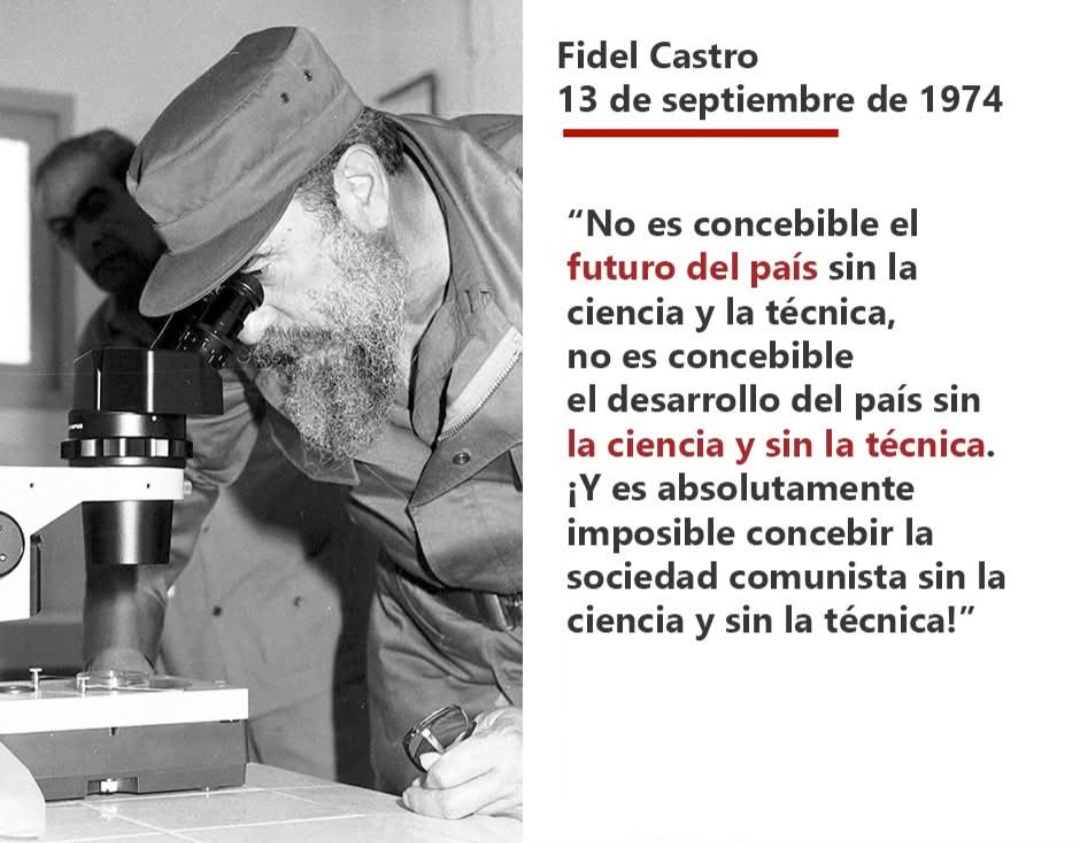 Fidel Castro
13 de septiembre de 1974
“No es concebible el
futuro del país sin la
ciencia y la técnica,
no es concebible
el desarrollo del país sin
la ciencia y sin la técnica.
¡Y es absolutamente
imposible concebir la
sociedad comunista sin la
ciencia y sin la técnica!”